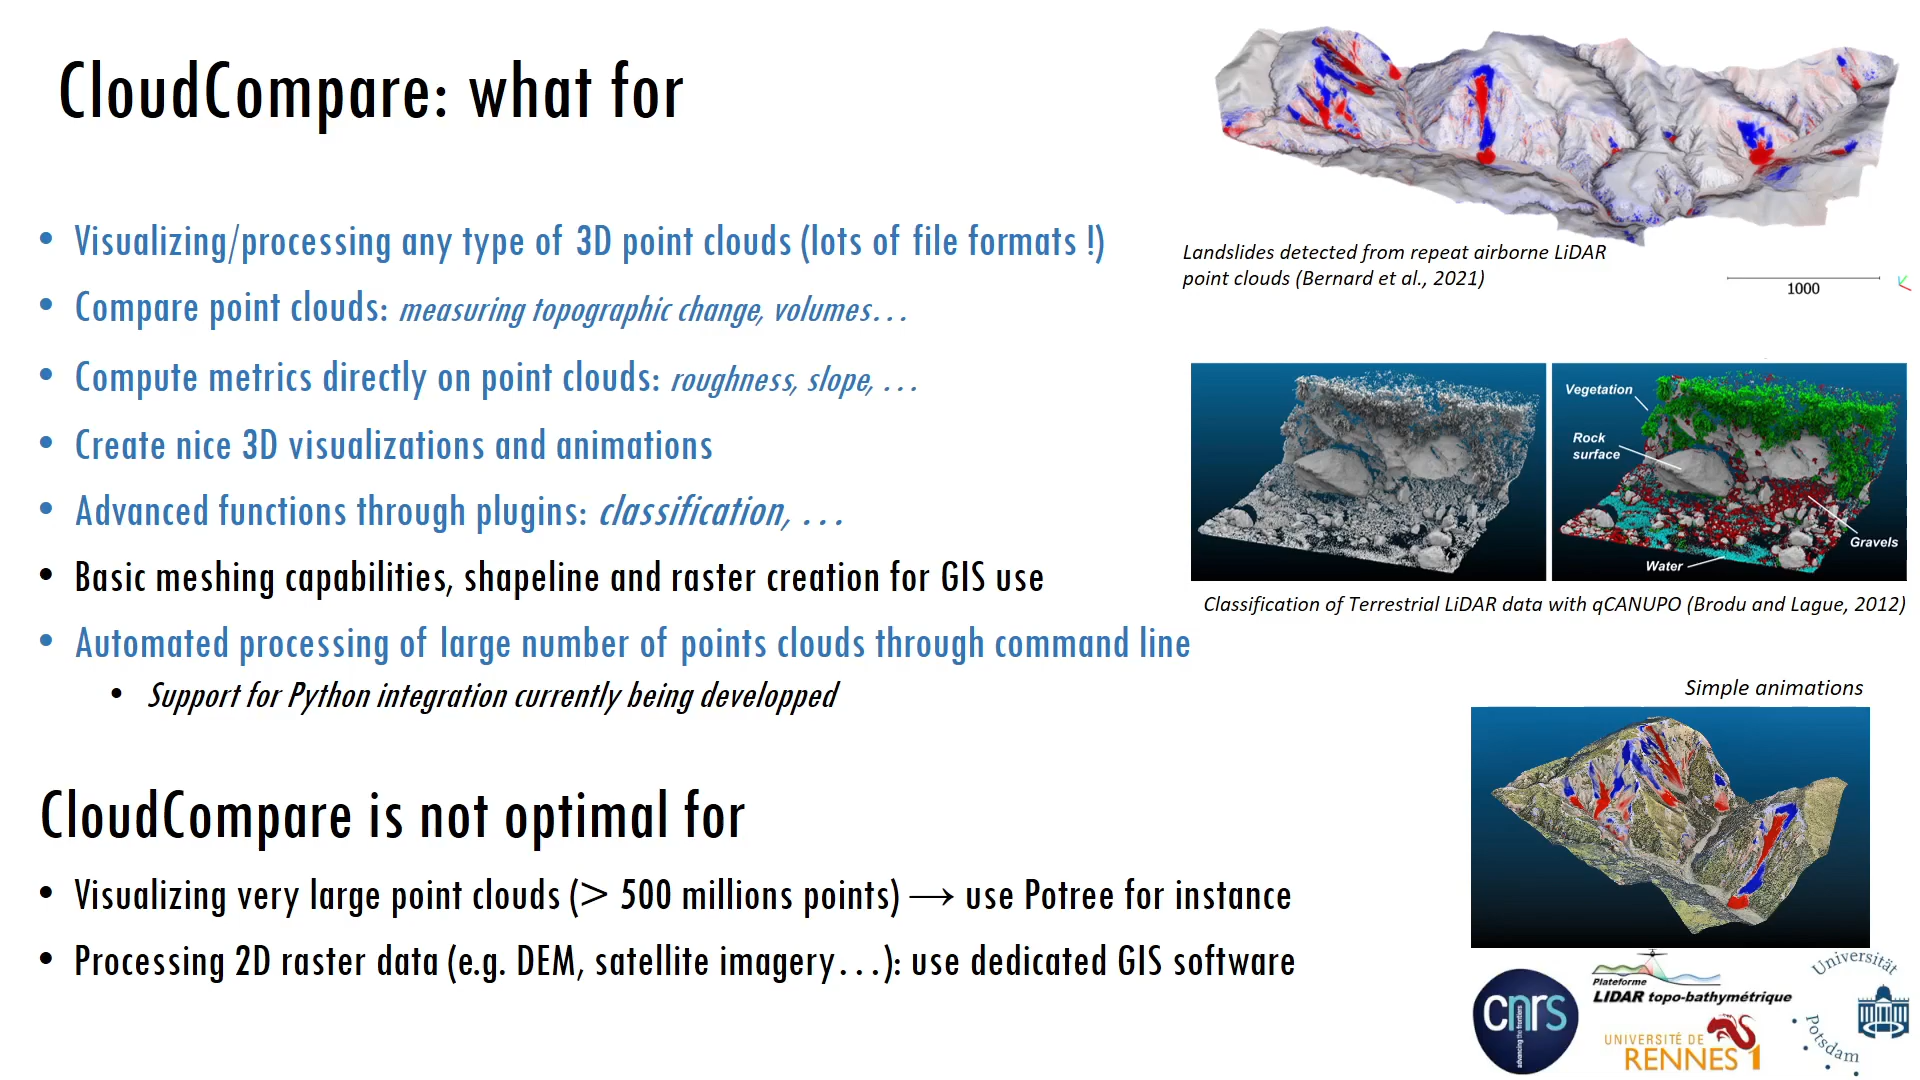 CloudCompare: what for
• Visualizing/processing any type of 3D point clouds (lots of file formats !)
• Compare point clouds: measuring topographic change, volumes…
• Compute metrics directly on point clouds: roughness, slope, …
• Create nice 3D visualizations and animations
• Advanced functions through plugins: classification, …
• Basic meshing capabilities, shapeline and raster creation for GIS use
• Automated processing of large number of points clouds through command line
• Support for Python integration currently being developped
CloudCompare is not optimal for
• Visualizing very large point clouds (> 500 millions points) → use Potree for instance
• Processing 2D raster data (e.g. DEM, satellite imagery…): use dedicated GIS software
Landslides detected from repeat airborne LiDAR
point clouds (Bernard et al., 2021)
1000
Vegetation
Rock
surface
Gravels
Water
Classification of Terrestrial LiDAR data with qCANUPO (Brodu and Lague, 2012)
Simple animations
cnrs
advancing the frontiers
Plateforme
LIDAR topo-bathymétrique
UNIVERSITÉ DE
RENNES 1
Universität
Potsdam